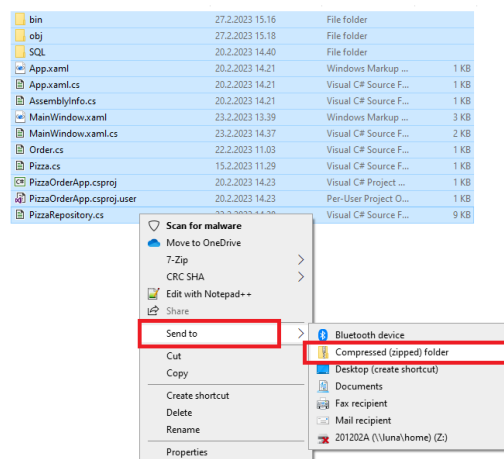 bin 27.2.2023 15.16 File folder
obj 27.2.2023 15.18 File folder
SQL 20.2.2023 14.40 File folder
App.xaml 20.2.2023 14.21 Windows Markup ... 1 KB
App.xaml.cs 20.2.2023 14.21 Visual C# Source F... 1 KB
AssemblyInfo.cs 20.2.2023 14.21 Visual C# Source F... 1 KB
MainWindow.xaml 23.2.2023 13.39 Windows Markup ... 3 KB
MainWindow.xaml.cs 23.2.2023 14.37 Visual C# Source F... 2 KB
Order.cs 22.2.2023 11.03 Visual C# Source F... 1 KB
Pizza.cs 15.2.2023 11.29 Visual C# Source F... 1 KB
PizzaOrderApp.csproj 20.2.2023 14.23 Visual C# Project ... 1 KB
PizzaOrderApp.csproj.user 20.2.2023 14.23 Per-User Project O... 1 KB
PizzaRepository.cs Visual C# Source F... 9 KB
Scan for malware
Move to OneDrive
7-Zip
CRC SHA
Edit with Notepad++
Share
Send to
Cut
Copy
Create shortcut
Delete
Rename
Properties
Bluetooth device
Compressed (zipped) folder
Desktop (create shortcut)
Documents
Fax recipient
Mail recipient
201202A (\\luna\home) (Z:)